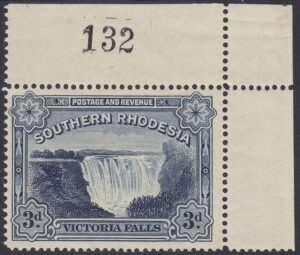 132
POSTAGE AND REVENUE
SOUTHERN RHODESIA
3d 3d
VICTORIA FALLS